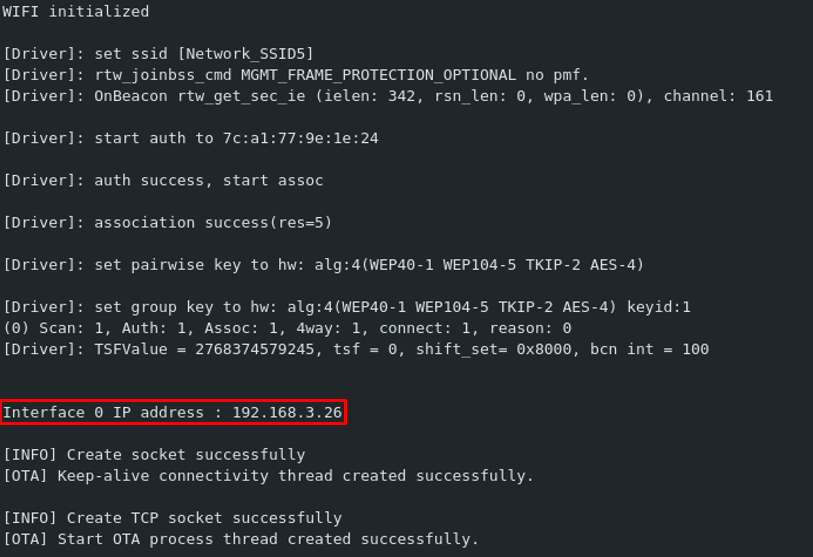 WIFI initialized
[Driver]: set ssid [Network_SSID5]
[Driver]: rtw_joinbss_cmd MGMT_FRAME_PROTECTION_OPTIONAL no pmf.
[Driver]: OnBeacon rtw_get_sec_ie (ielen: 342, rsn_len: 0, wpa_len: 0), channel: 161
[Driver]: start auth to 7c:a1:77:9e:1e:24
[Driver]: auth success, start assoc
[Driver]: association success(res=5)
[Driver]: set pairwise key to hw: alg:4(WEP40-1 WEP104-5 TKIP-2 AES-4)
[Driver]: set group key to hw: alg:4(WEP40-1 WEP104-5 TKIP-2 AES-4) keyid:1
(0) Scan: 1, Auth: 1, Assoc: 1, 4way: 1, connect: 1, reason: 0
[Driver]: TSFValue = 2768374579245, tsf = 0, shift_set= 0x8000, bcn int = 100
Interface 0 IP address : 192.168.3.26
[INFO] Create socket successfully
[OTA] Keep-alive connectivity thread created successfully.
[INFO] Create TCP socket successfully
[OTA] Start OTA process thread created successfully.